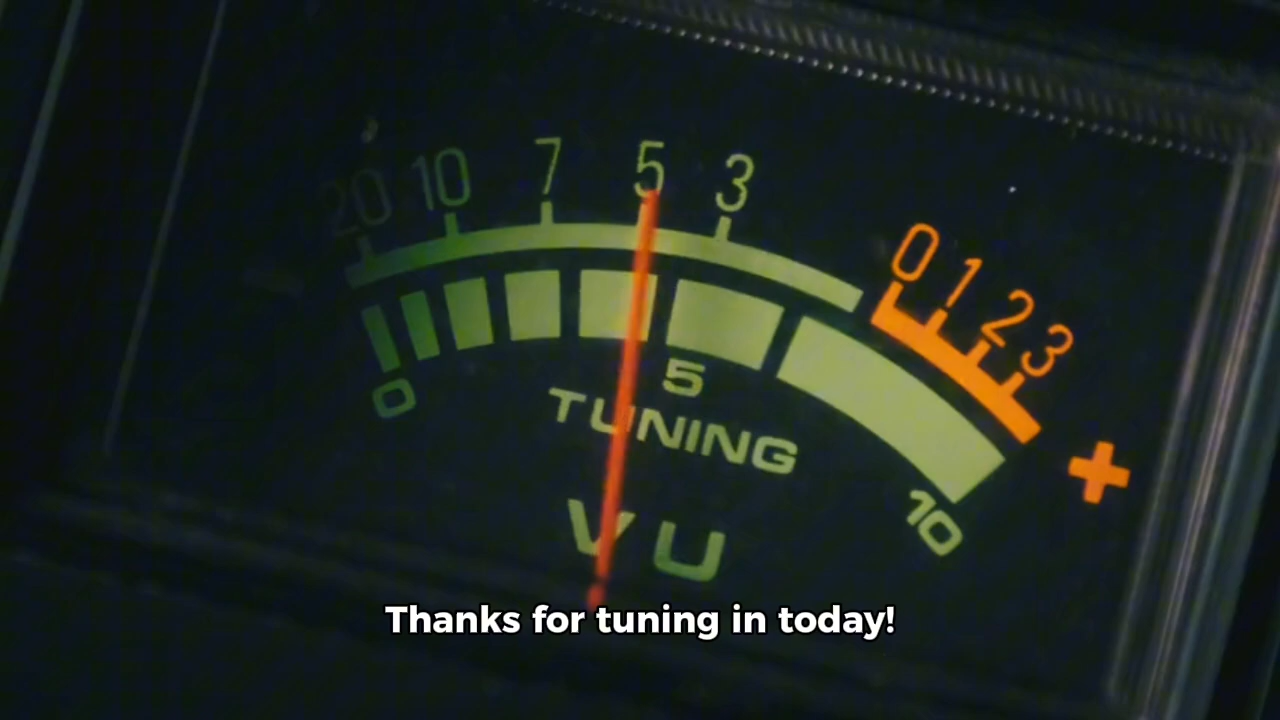 20 10 7 5 3 0 1 2 3
+
0 5 10
TUNING
VU
Thanks for tuning in today!